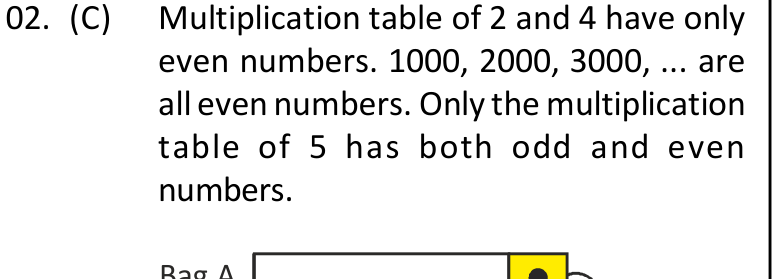 02. (C) Multiplication table of 2 and 4 have only
even numbers. 1000, 2000, 3000, ... are
all even numbers. Only the multiplication
table of 5 has both odd and even
numbers.
Bag A